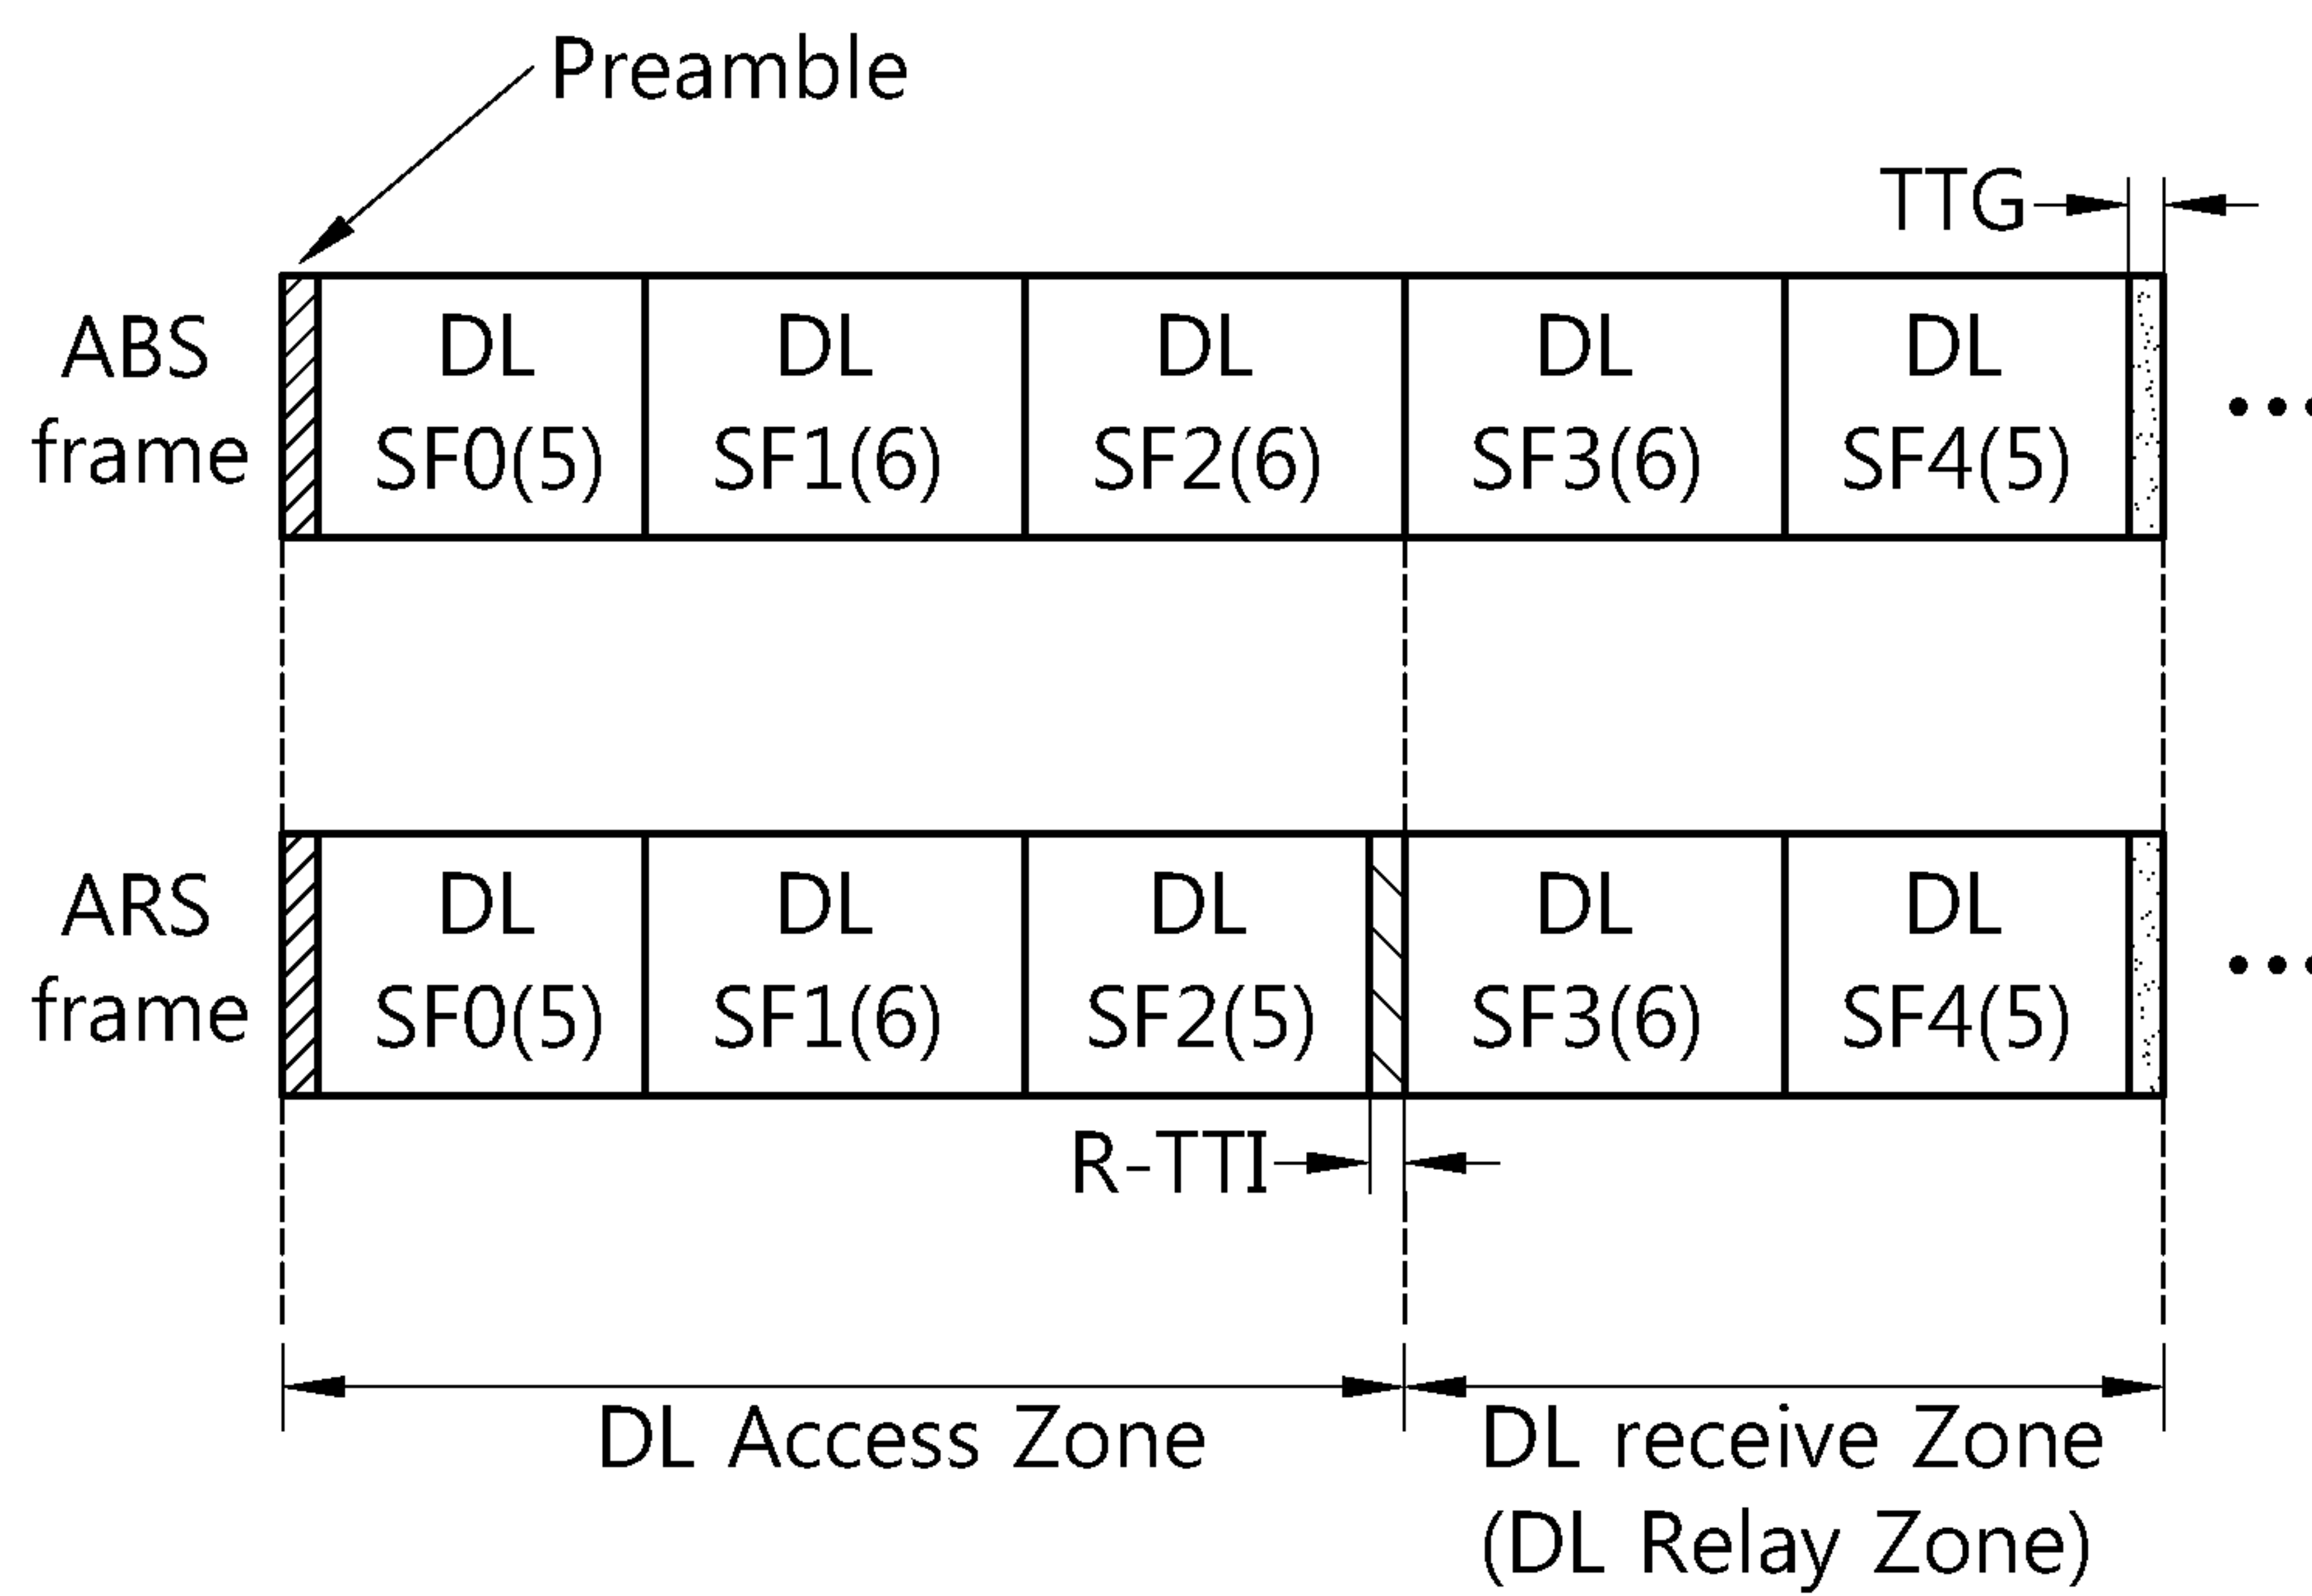 Preamble
TTG
ABS
frame
DL
SF0(5)
DL
SF1(6)
DL
SF2(6)
DL
SF3(6)
DL
SF4(5)
ARS
frame
DL
SF0(5)
DL
SF1(6)
DL
SF2(5)
DL
SF3(6)
DL
SF4(5)
R-TTI
DL Access Zone
DL receive Zone
(DL Relay Zone)